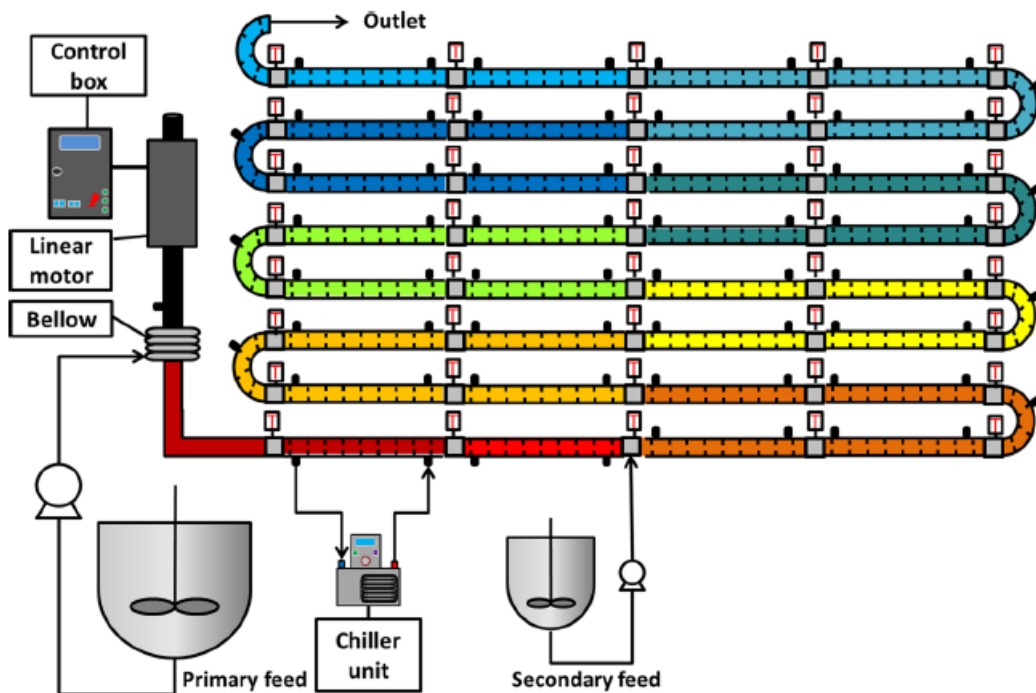 Outlet
Control
box
T T T T T
T T T T T
T T T T T
T T T T T
Linear
motor
T T T T T
Bellow
T T T T T
T T T T T
T T T T T
Chiller
unit
Primary feed
Secondary feed